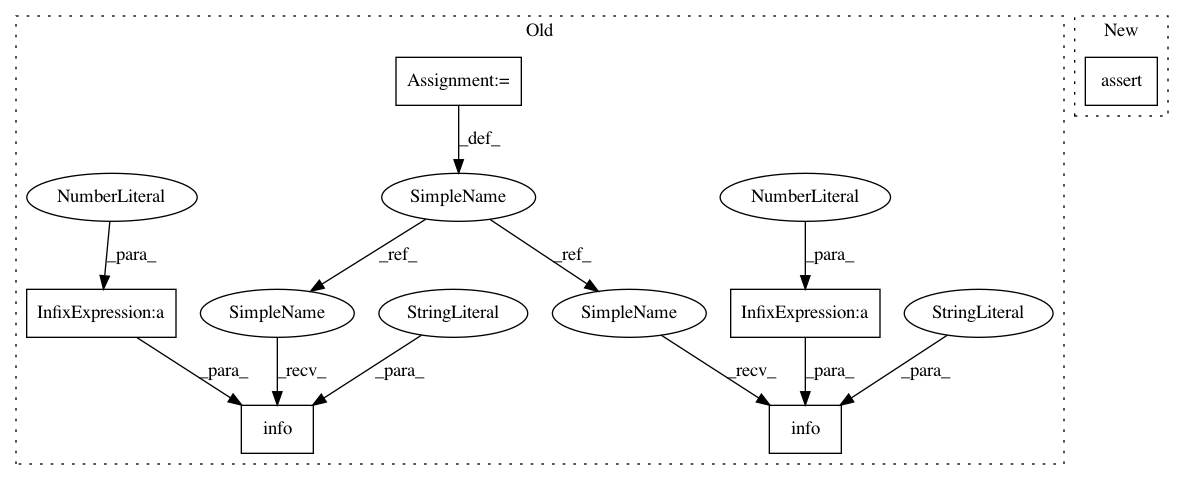 Old
New
Assignment:=
assert
_def_
NumberLiteral
SimpleName
NumberLiteral
_para_
_ref_
_ref_
_para_
InfixExpression:a
SimpleName
StringLiteral
SimpleName
InfixExpression:a
StringLiteral
_para_
_recv_
_para_
_recv_
_para_
_para_
info
info